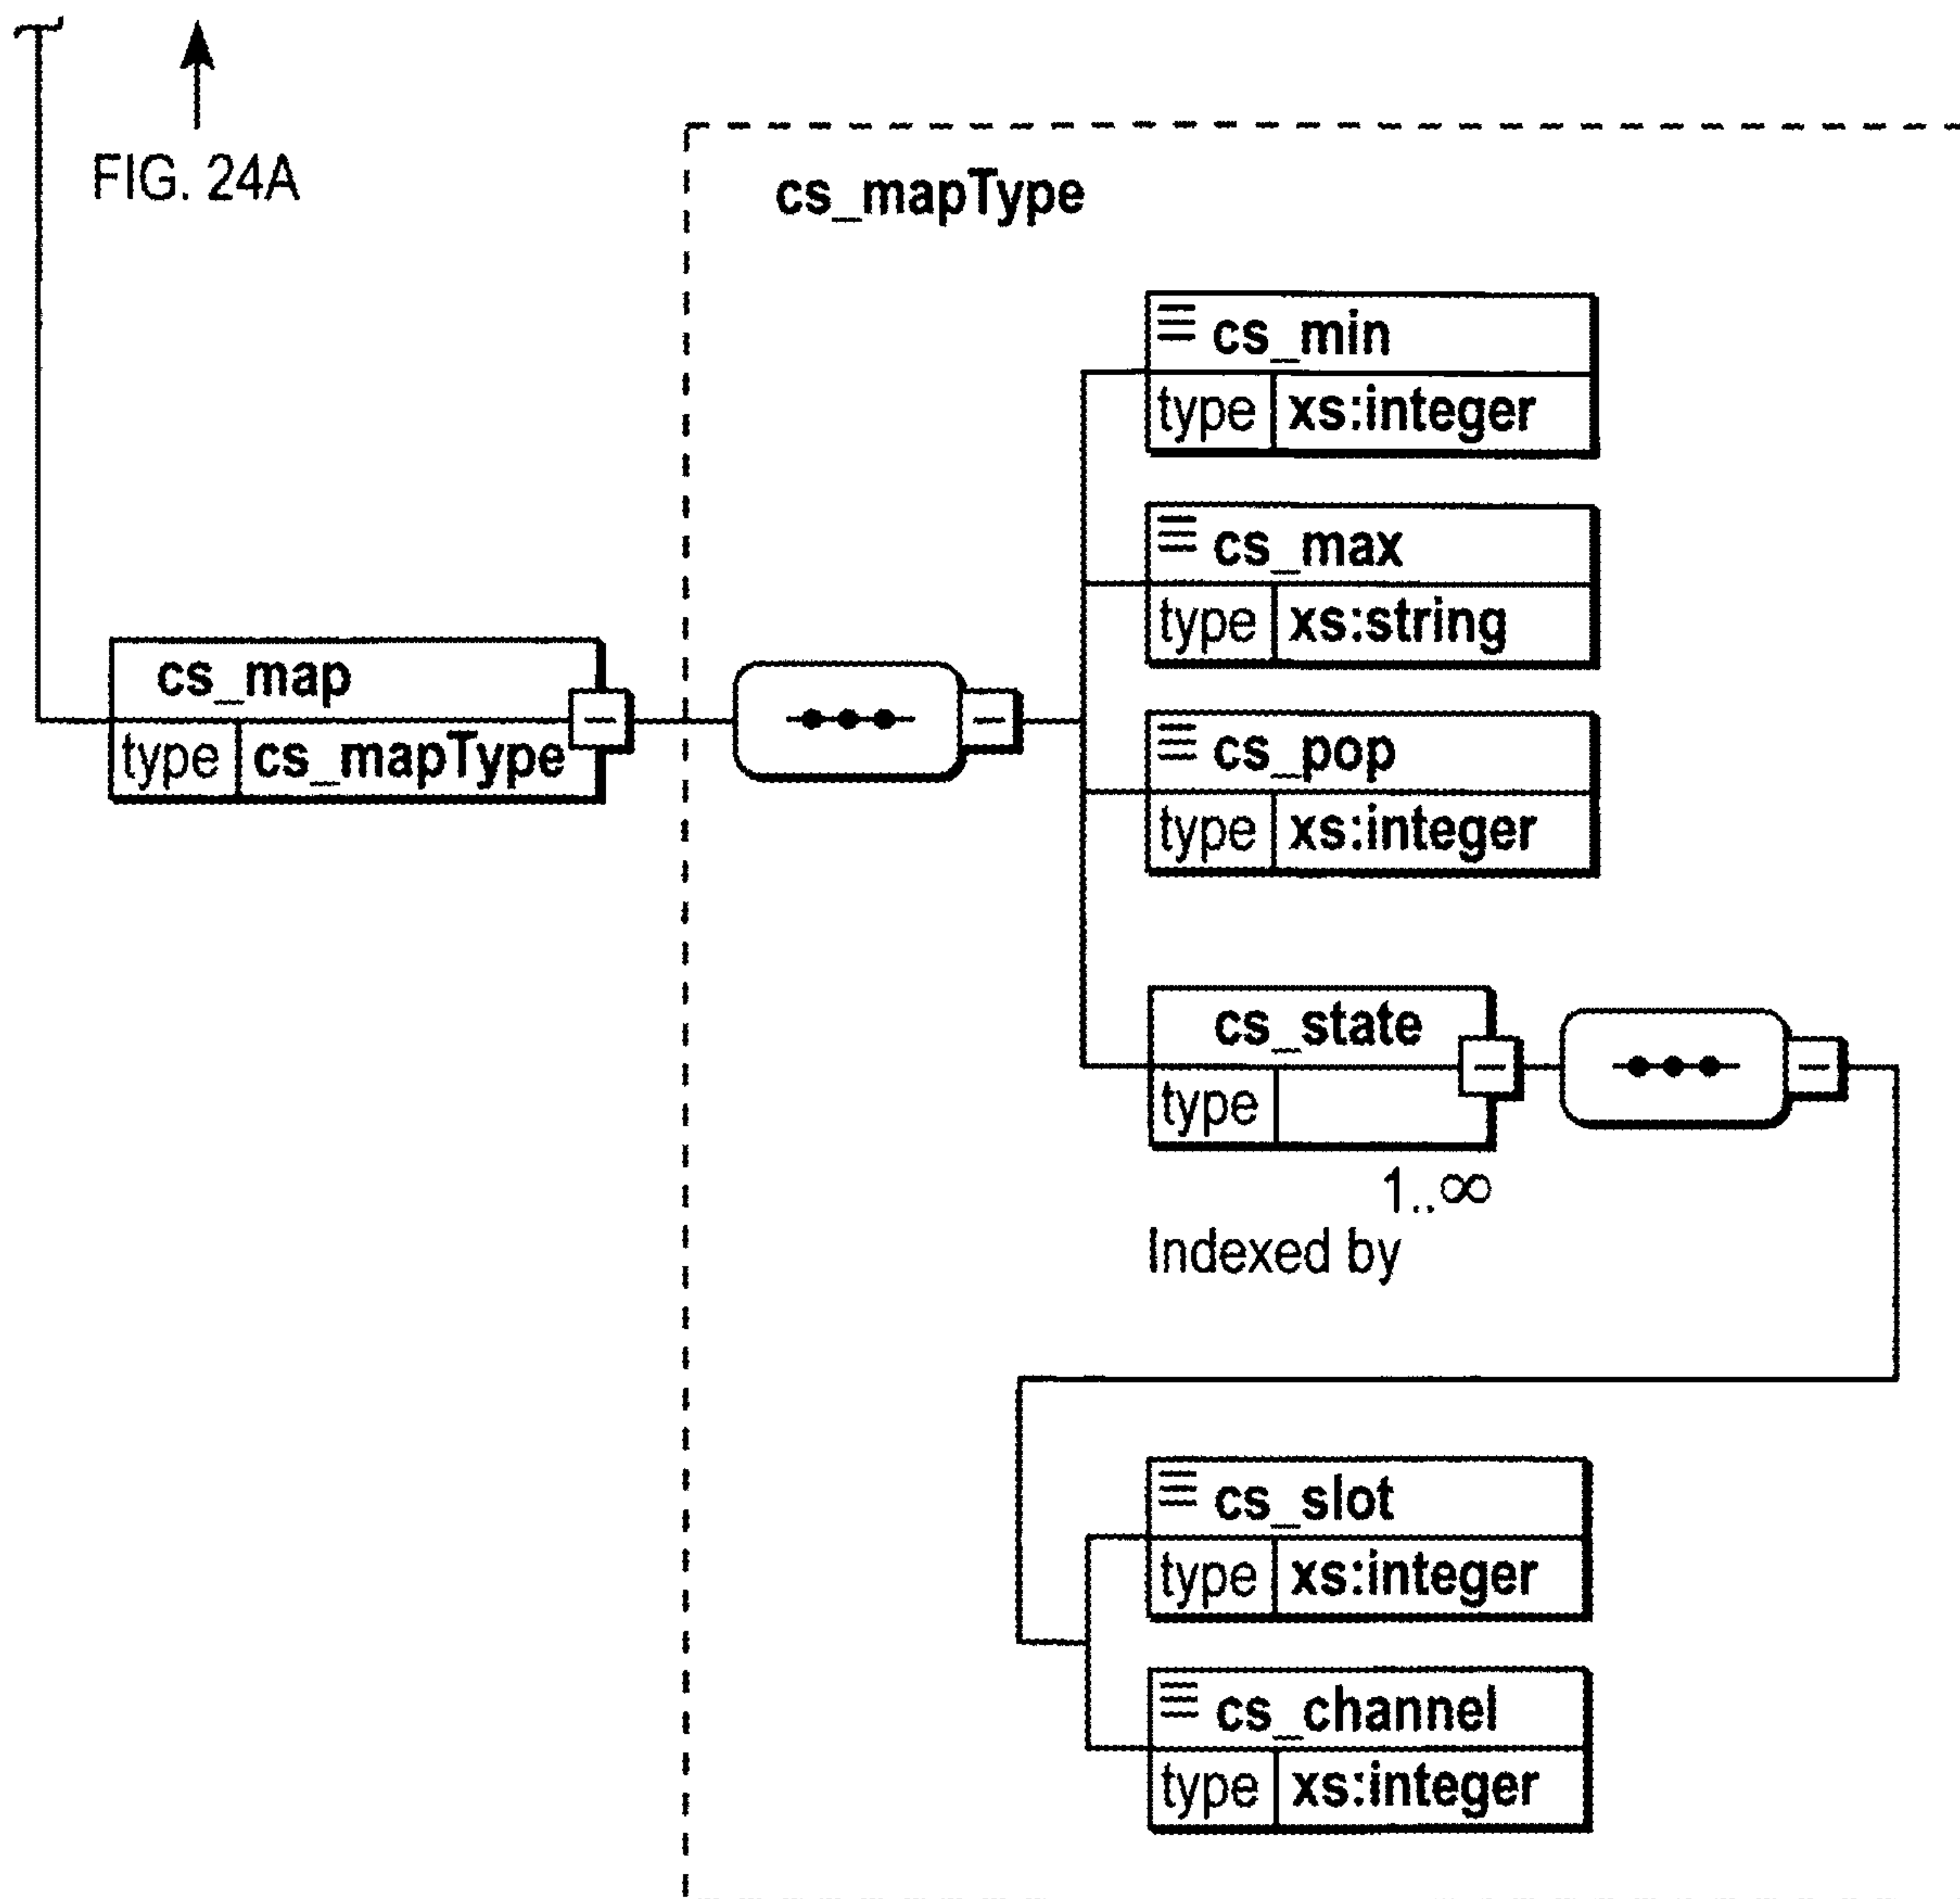 FIG. 24A
cs_mapType
cs_min
type xs:integer
cs_max
type xs:string
cs_map
type cs_mapType
cs_pop
type xs:integer
cs_state
type
1..∞
Indexed by
cs_slot
type xs:integer
cs_channel
type xs:integer